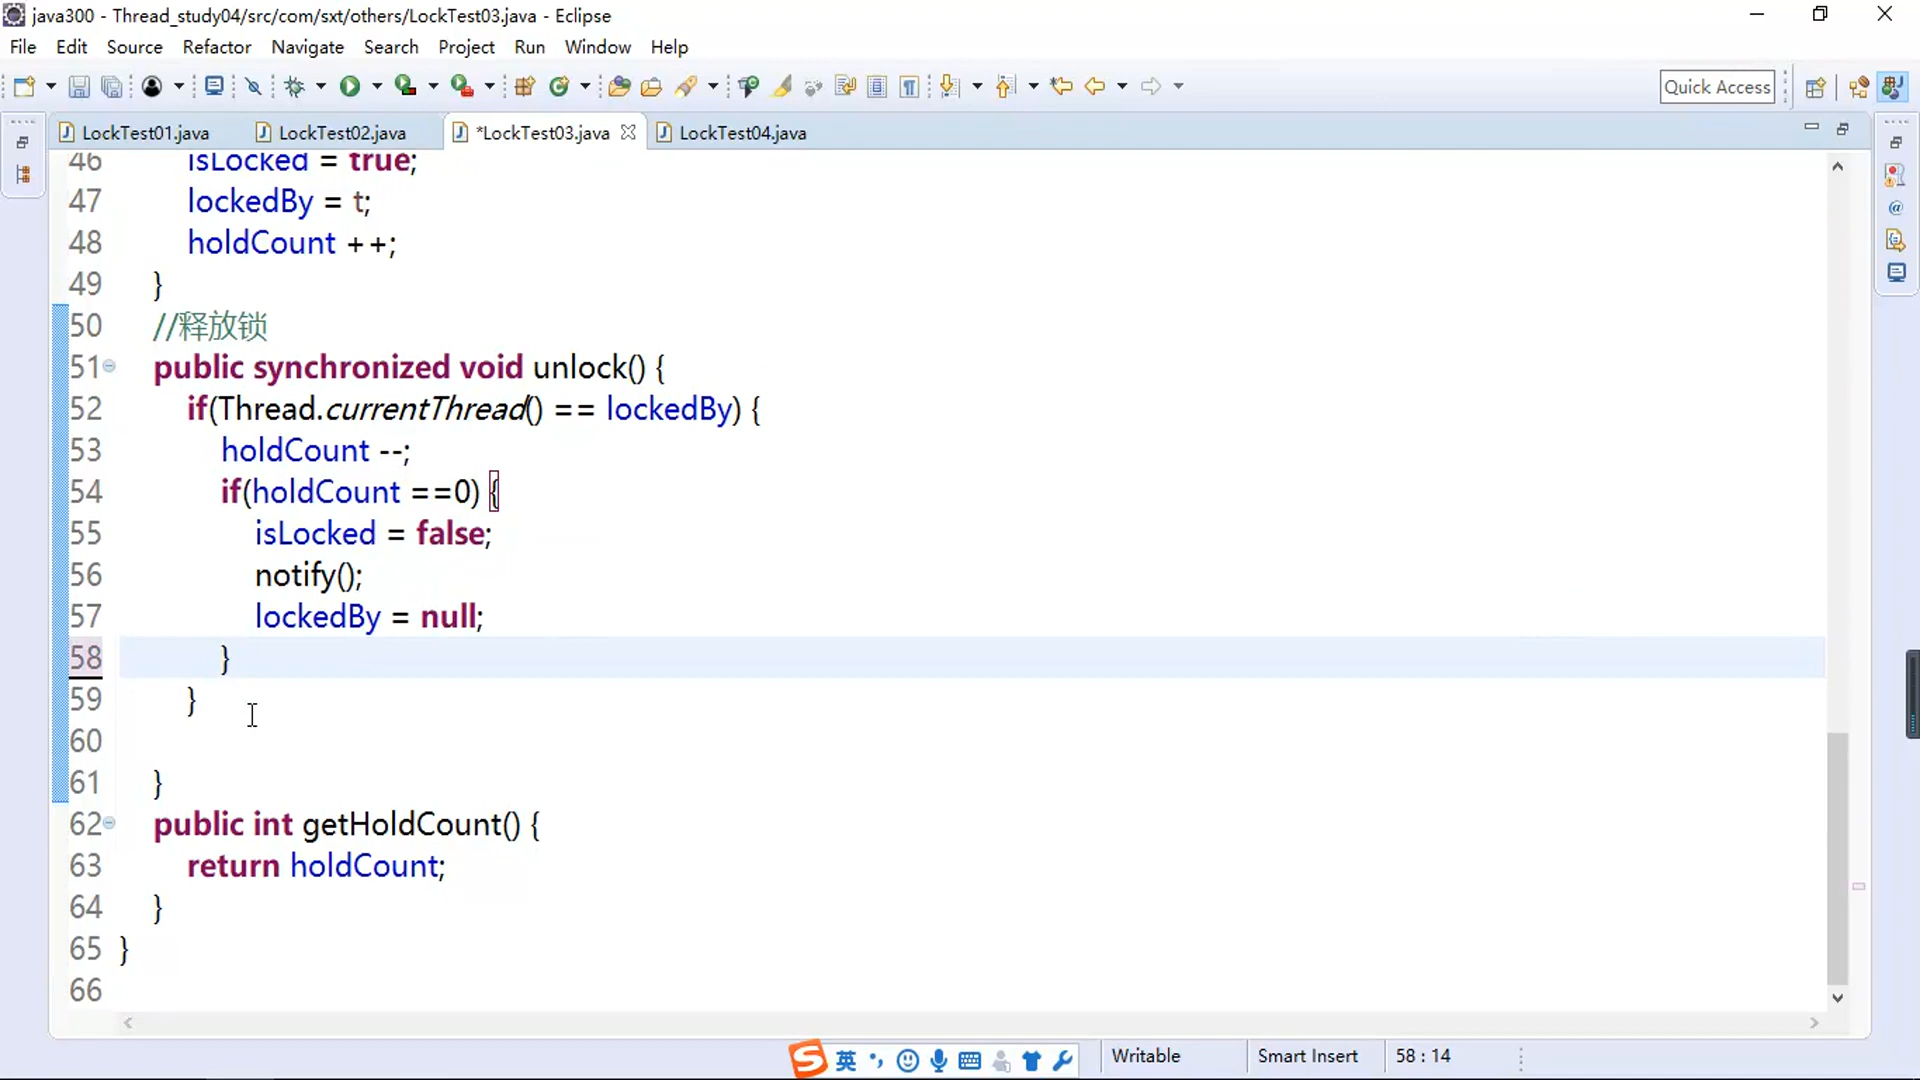 java300 - Thread_study04/src/com/sxt/others/LockTest03.java - Eclipse
File Edit Source Refactor Navigate Search Project Run Window Help
Quick Access
LockTest01.java LockTest02.java *LockTest03.java LockTest04.java
46 isLocked = true;
47 lockedBy = t;
48 holdCount ++;
49 }
50 //释放锁
51 public synchronized void unlock() {
52 if(Thread.currentThread() == lockedBy) {
53 holdCount --;
54 if(holdCount ==0) {
55 isLocked = false;
56 notify();
57 lockedBy = null;
58 }
59 }
60
61 }
62 public int getHoldCount() {
63 return holdCount;
64 }
65 }
66
英 Writable Smart Insert 58 : 14